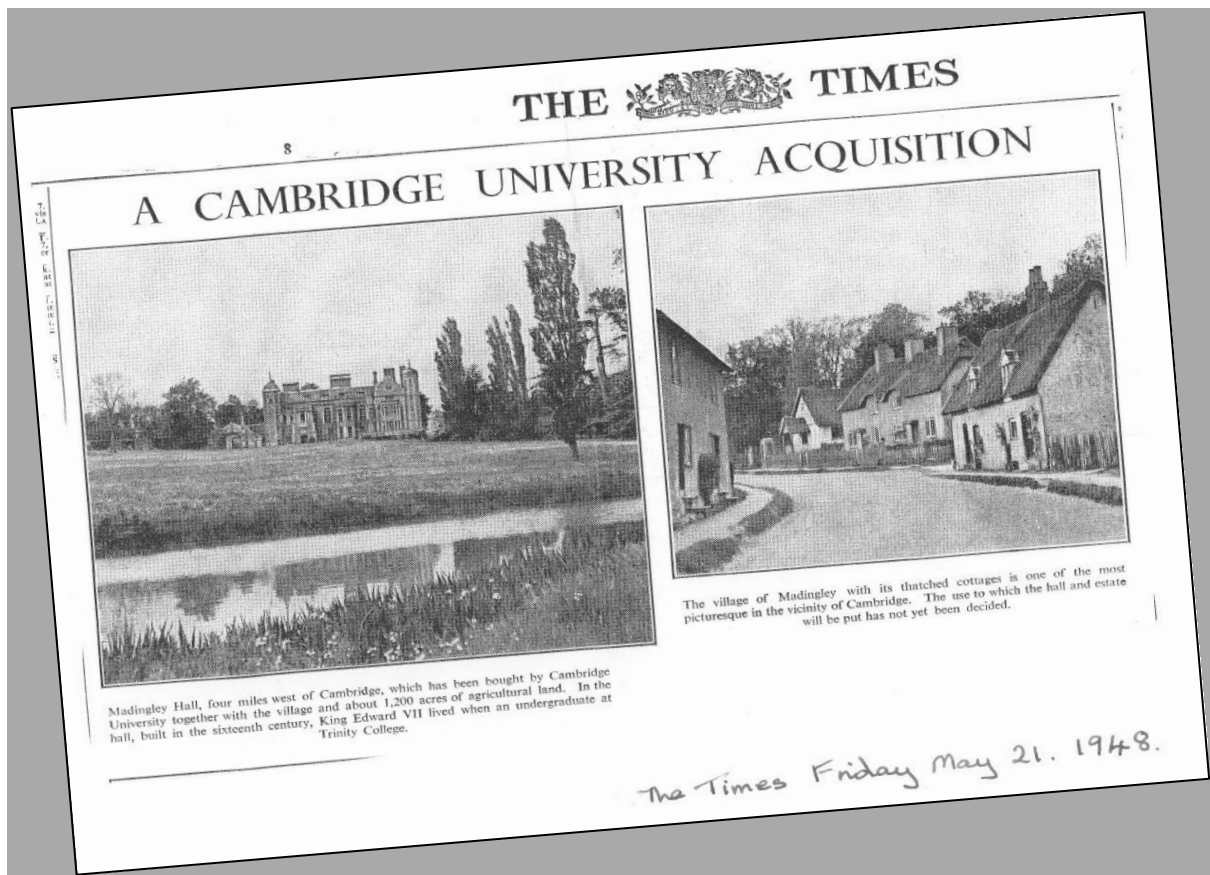 THE TIMES
8
A CAMBRIDGE UNIVERSITY ACQUISITION
Madingley Hall, four miles west of Cambridge, which has been bought by Cambridge
University together with the village and about 1,200 acres of agricultural land. In the
hall, built in the sixteenth century, King Edward VII lived when an undergraduate at
Trinity College.
The village of Madingley with its thatched cottages is one of the most
picturesque in the vicinity of Cambridge. The use to which the hall and estate
will be put has not yet been decided.
The Times Friday May 21. 1948.